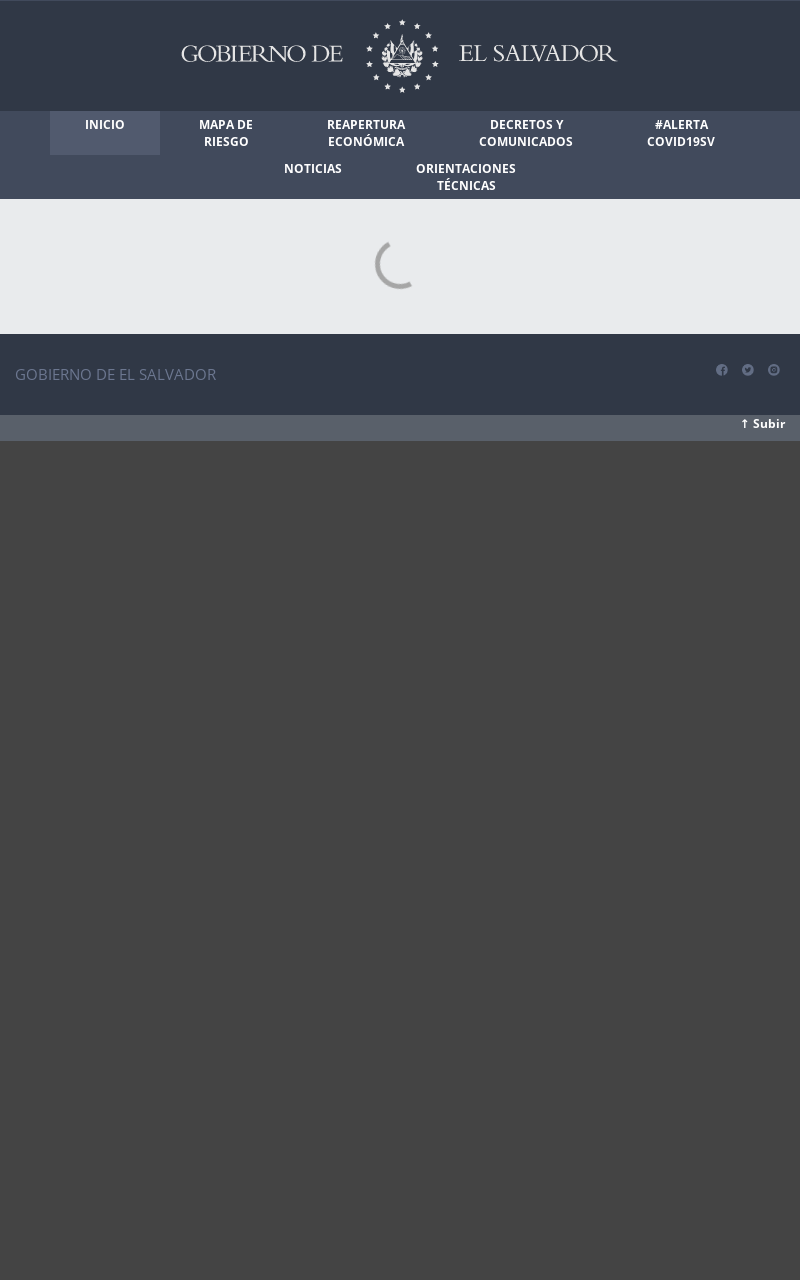 GOBIERNO DE EL SALVADOR
INICIO
MAPA DE
RIESGO
REAPERTURA
ECONÓMICA
DECRETOS Y
COMUNICADOS
#ALERTA
COVID19SV
NOTICIAS
ORIENTACIONES
TÉCNICAS
GOBIERNO DE EL SALVADOR
↑ Subir